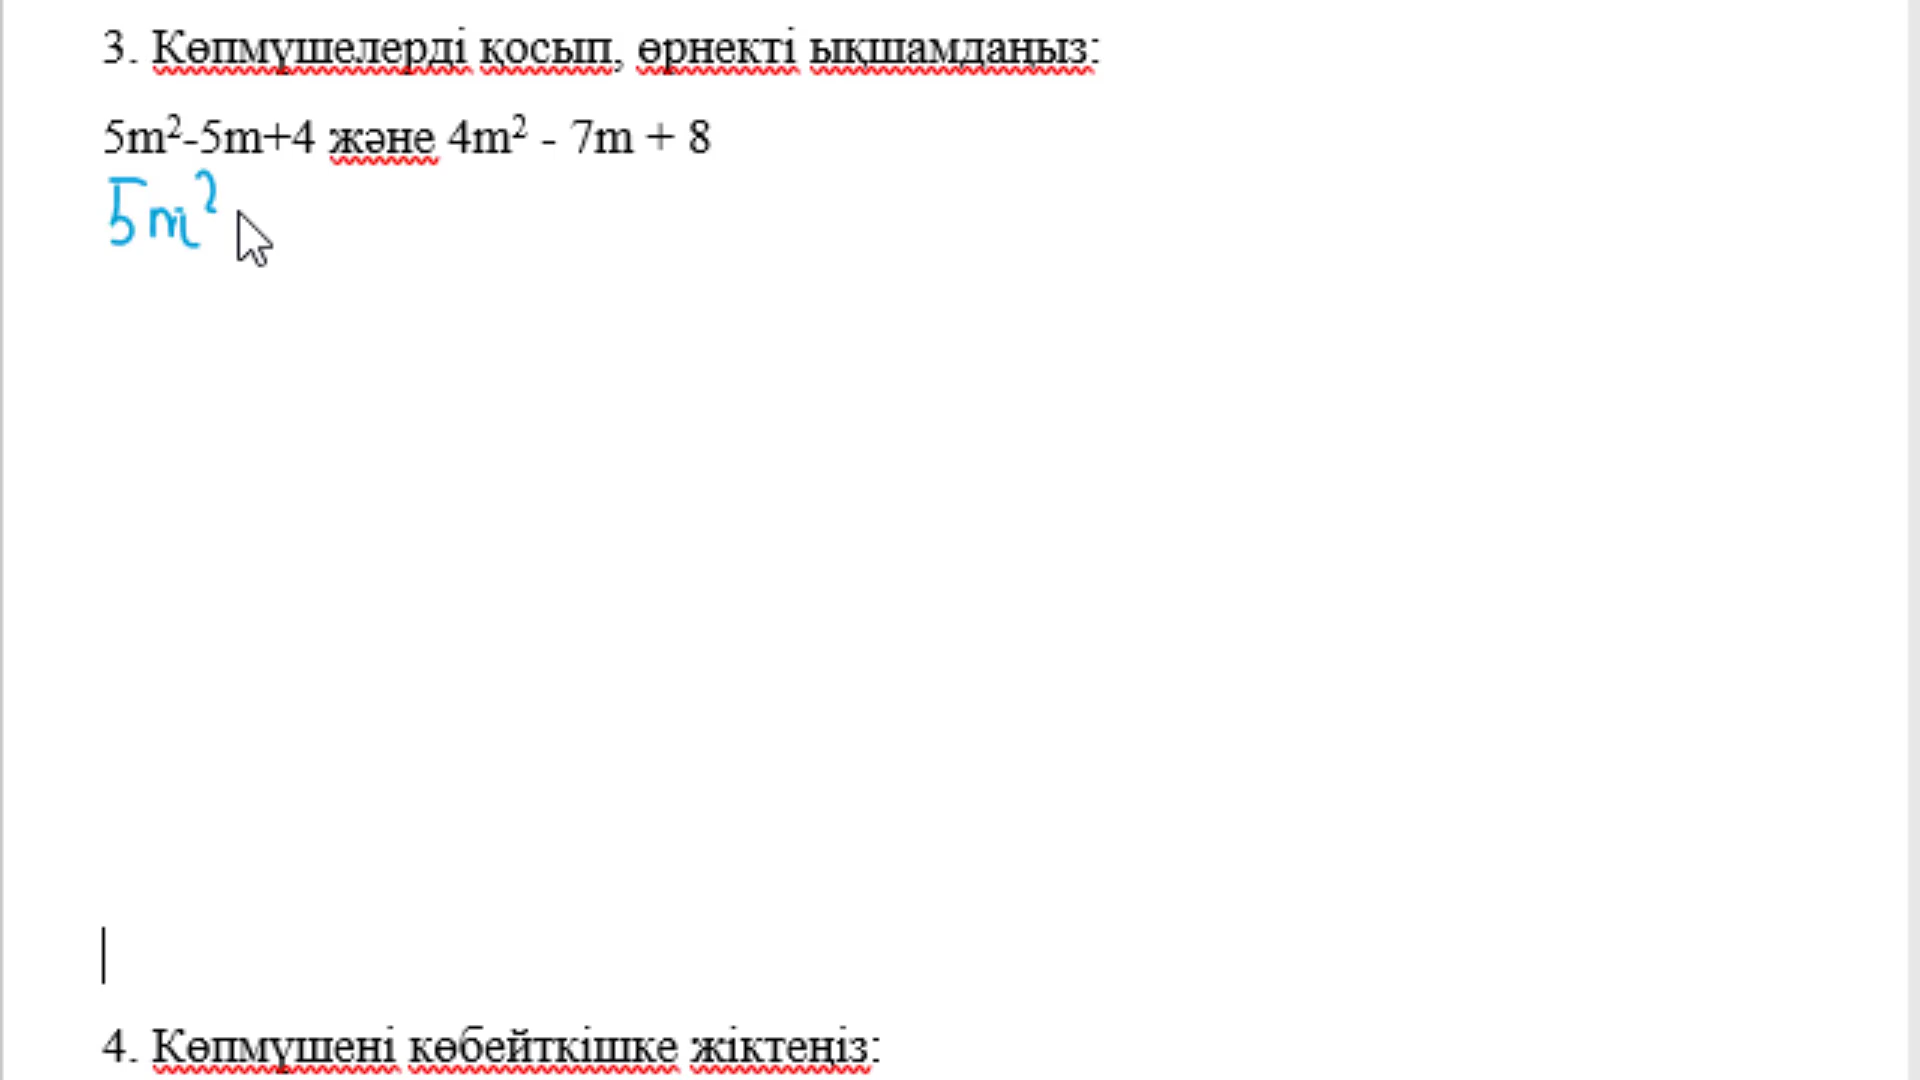 3. Көпмүшелерді қосып, өрнекті ықшамдаңыз:
5m²-5m+4 және 4m² - 7m + 8
5m²
4. Көпмүшені көбейткішке жіктеңіз: